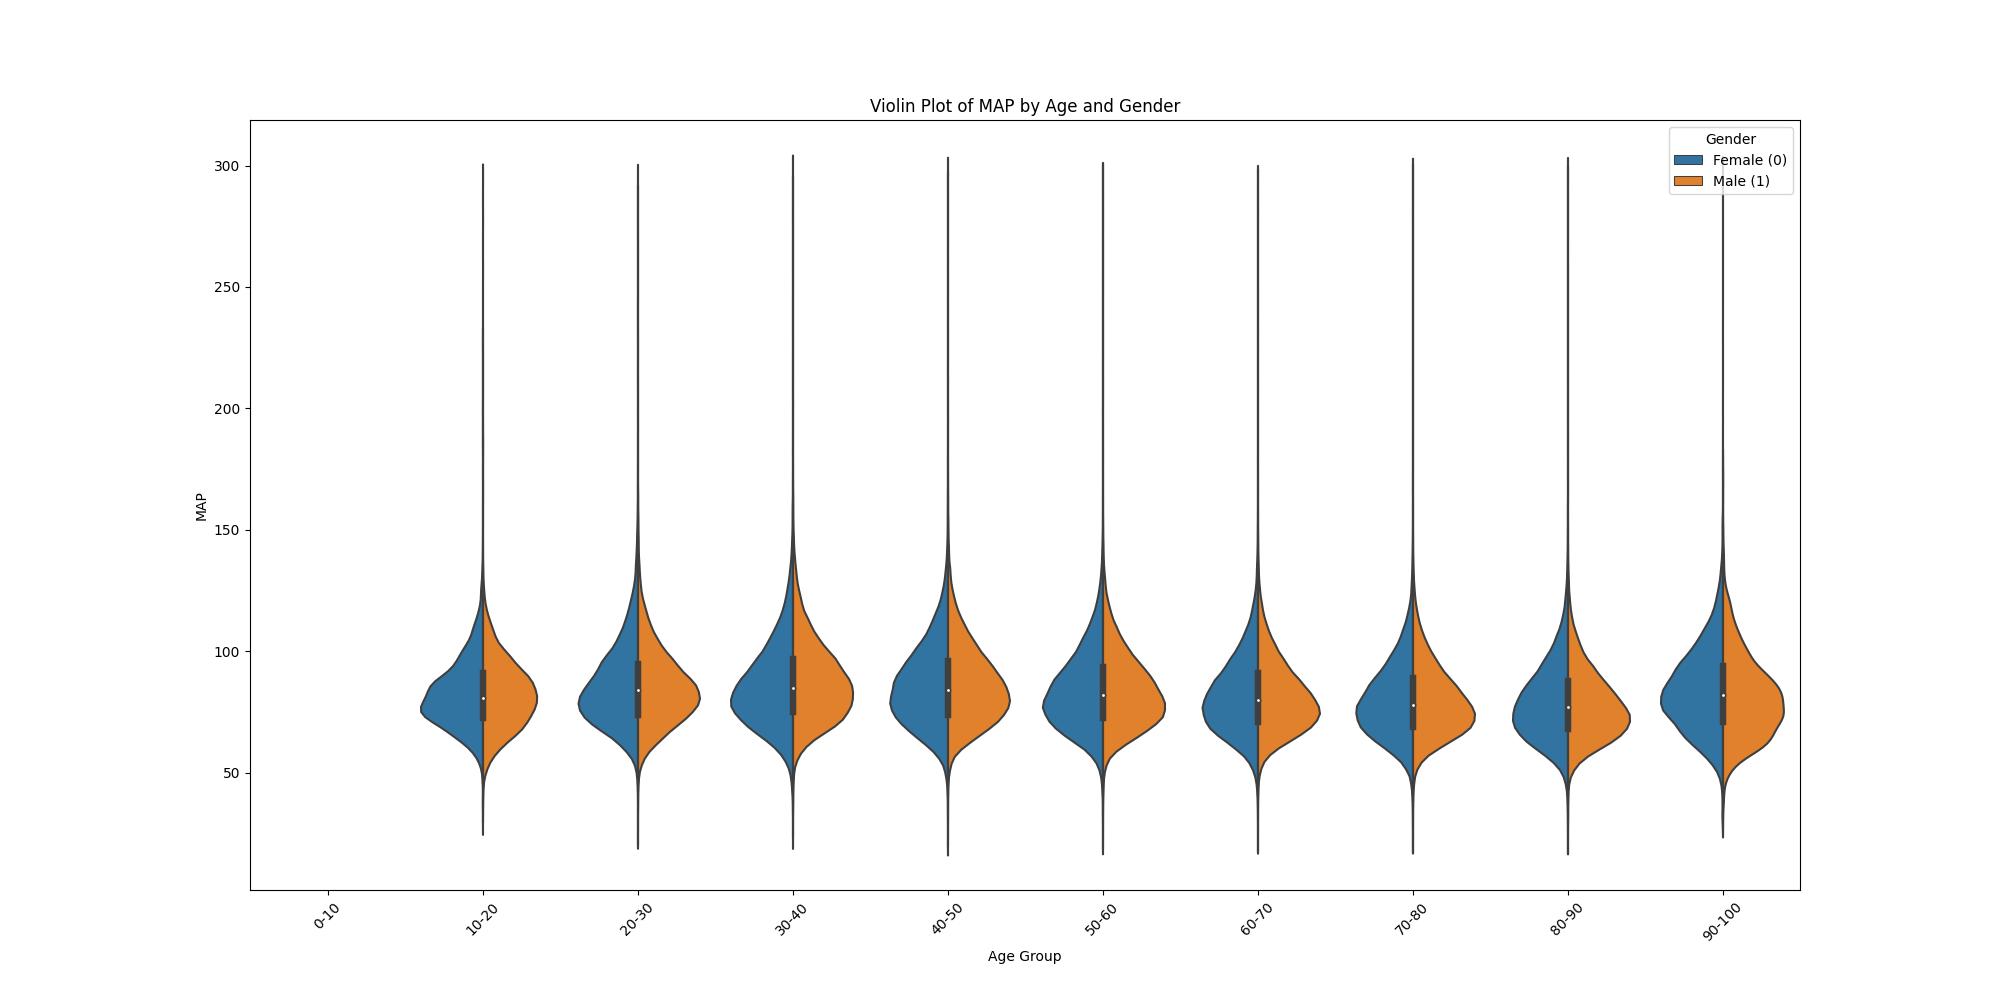 Violin Plot of MAP by Age and Gender
Gender
Female (0)
Male (1)
300
250
200
150
100
50
MAP
0-10
10-20
20-30
30-40
40-50
50-60
60-70
70-80
80-90
90-100
Age Group